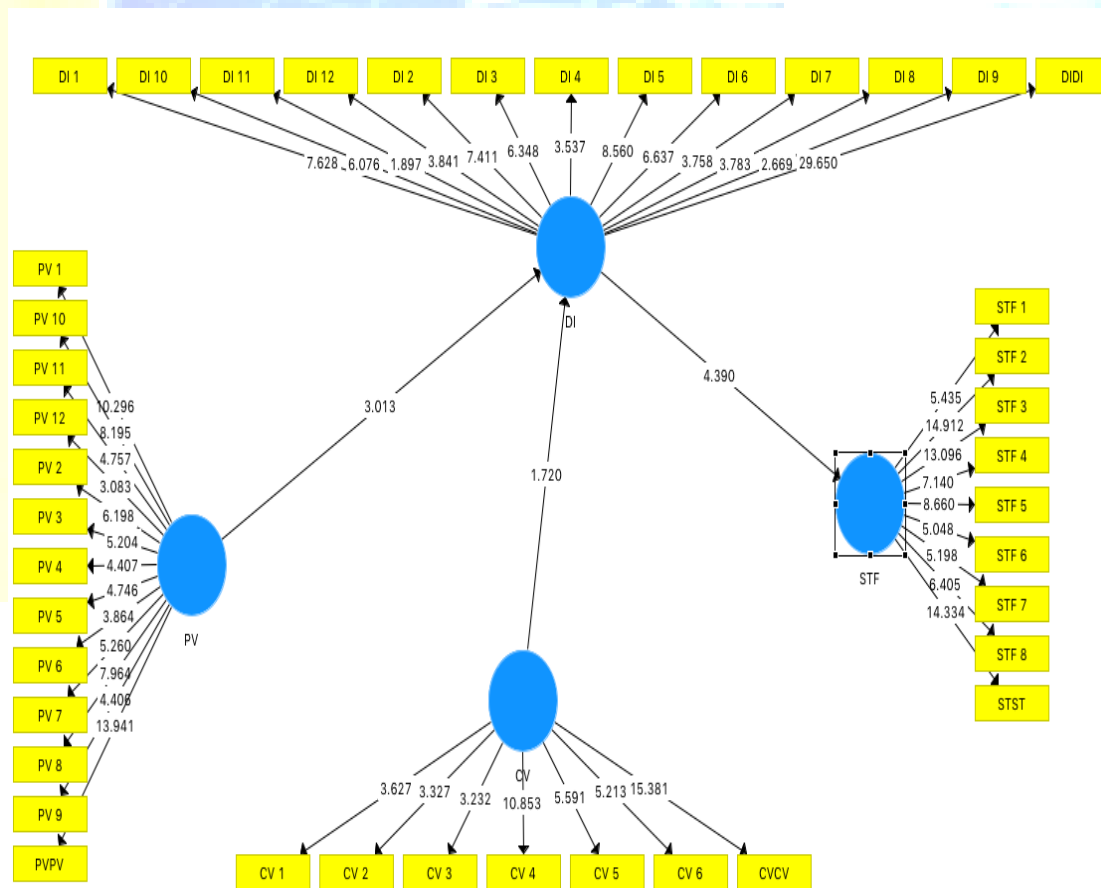 DI 1 DI 10 DI 11 DI 12 DI 2 DI 3 DI 4 DI 5 DI 6 DI 7 DI 8 DI 9 DIDI
7.628 6.076 1.897 3.841 7.411 6.348 3.537 8.560 6.637 3.758 3.783 2.669 29.650
DI
PV 1
PV 10
PV 11
PV 12
PV 2
PV 3
PV 4
PV 5
PV 6
PV 7
PV 8
PV 9
PVPV
10.296
8.195
4.757
3.083
6.198
5.204
4.407
4.746
3.864
5.260
7.964
4.406
13.941
PV
3.013
1.720
4.390
STF 1
STF 2
STF 3
STF 4
STF 5
STF 6
STF 7
STF 8
STST
5.435
14.912
13.096
7.140
8.660
5.048
5.198
6.405
14.334
STF
CV
3.627 3.327 3.232 10.853 5.591 5.213 15.381
CV 1 CV 2 CV 3 CV 4 CV 5 CV 6 CVCV